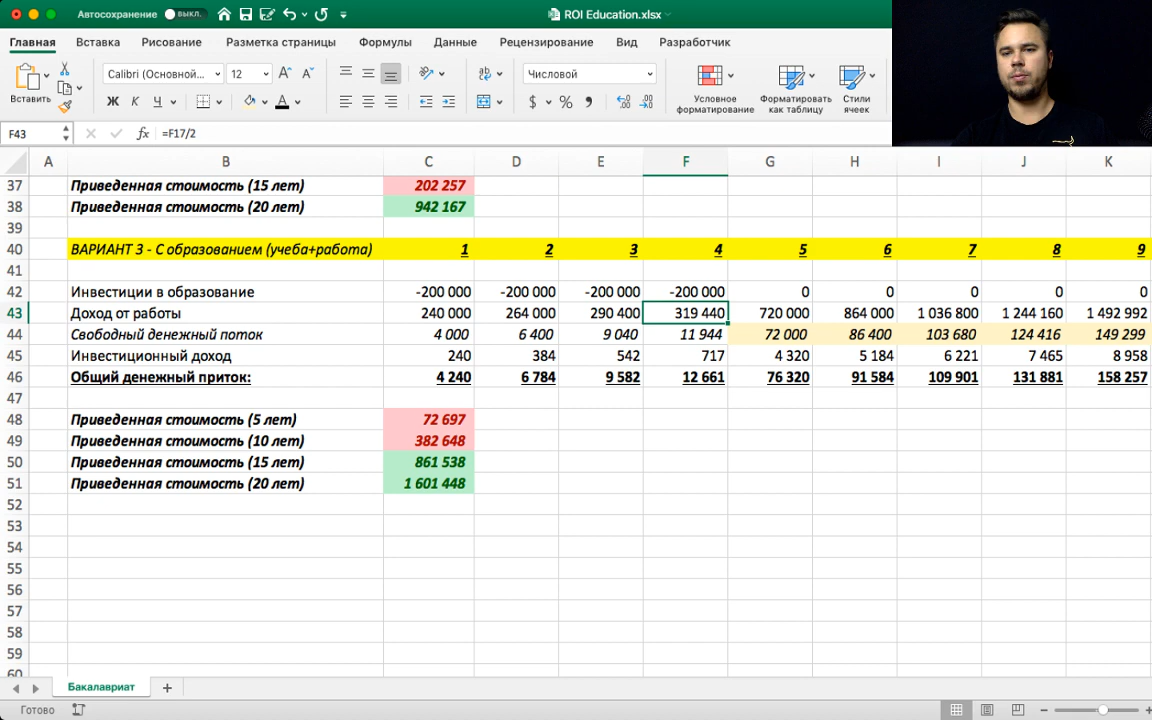 Автосохранение ВЫКЛ. ROI Education.xlsx
Главная Вставка Рисование Разметка страницы Формулы Данные Рецензирование Вид Разработчик
Calibri (Основной... 12 Числовой
Вставить Ж К Ч А $ % Условное форматирование Форматировать как таблицу Стили ячеек
F43 fx =F17/2
A B C D E F G H I J K
37 Приведенная стоимость (15 лет) 202 257
38 Приведенная стоимость (20 лет) 942 167
39
40 ВАРИАНТ 3 - С образованием (учеба+работа) 1 2 3 4 5 6 7 8 9
41
42 Инвестиции в образование -200 000 -200 000 -200 000 -200 000 0 0 0 0 0
43 Доход от работы 240 000 264 000 290 400 319 440 720 000 864 000 1 036 800 1 244 160 1 492 992
44 Свободный денежный поток 4 000 6 400 9 040 11 944 72 000 86 400 103 680 124 416 149 299
45 Инвестиционный доход 240 384 542 717 4 320 5 184 6 221 7 465 8 958
46 Общий денежный приток: 4 240 6 784 9 582 12 661 76 320 91 584 109 901 131 881 158 257
47
48 Приведенная стоимость (5 лет) 72 697
49 Приведенная стоимость (10 лет) 382 648
50 Приведенная стоимость (15 лет) 861 538
51 Приведенная стоимость (20 лет) 1 601 448
52
53
54
55
56
57
58
59
60
Бакалавриат +
Готово